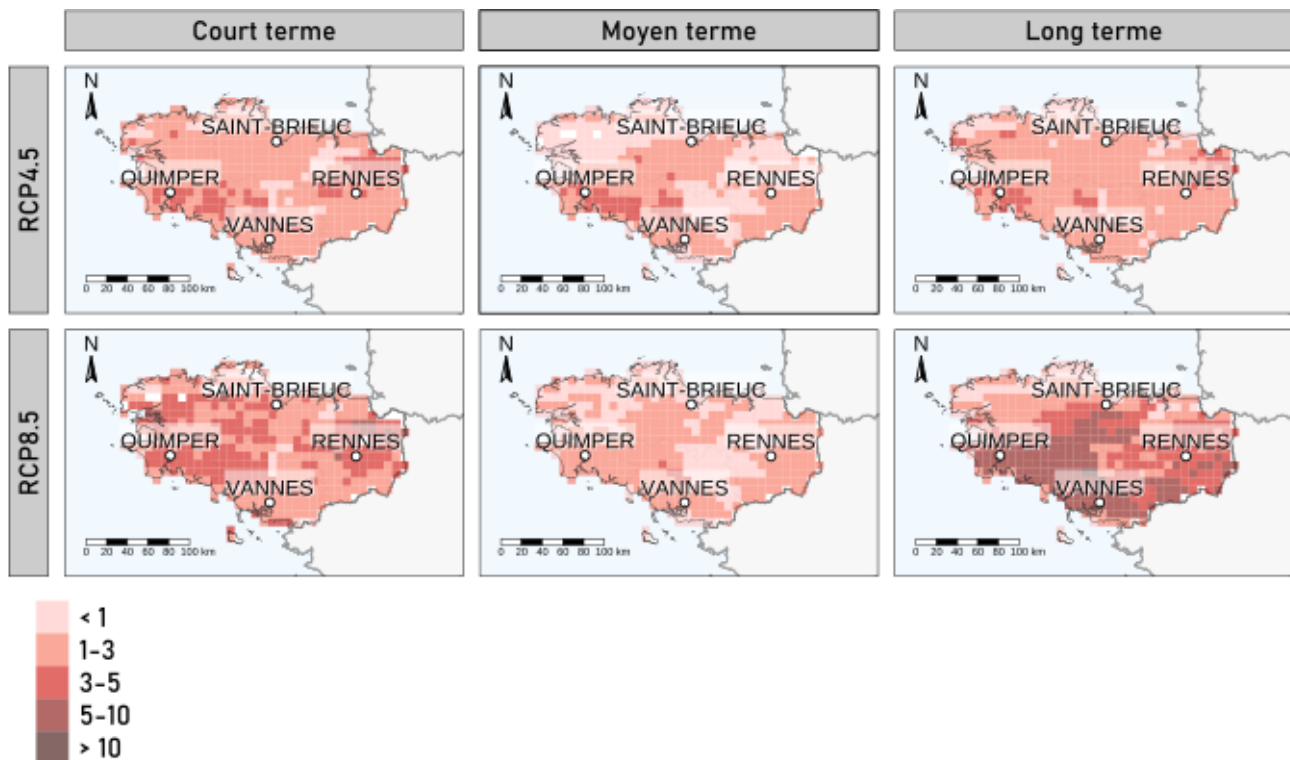 Court terme
Moyen terme
Long terme
RCP4.5
N
SAINT-BRIEUC
QUIMPER
RENNES
VANNES
0 20 40 60 80 100 km
N
SAINT-BRIEUC
QUIMPER
RENNES
VANNES
0 20 40 60 80 100 km
N
SAINT-BRIEUC
QUIMPER
RENNES
VANNES
0 20 40 60 80 100 km
RCP8.5
N
SAINT-BRIEUC
QUIMPER
RENNES
VANNES
0 20 40 60 80 100 km
N
SAINT-BRIEUC
QUIMPER
RENNES
VANNES
0 20 40 60 80 100 km
N
SAINT-BRIEUC
QUIMPER
RENNES
VANNES
0 20 40 60 80 100 km
< 1
1-3
3-5
5-10
> 10